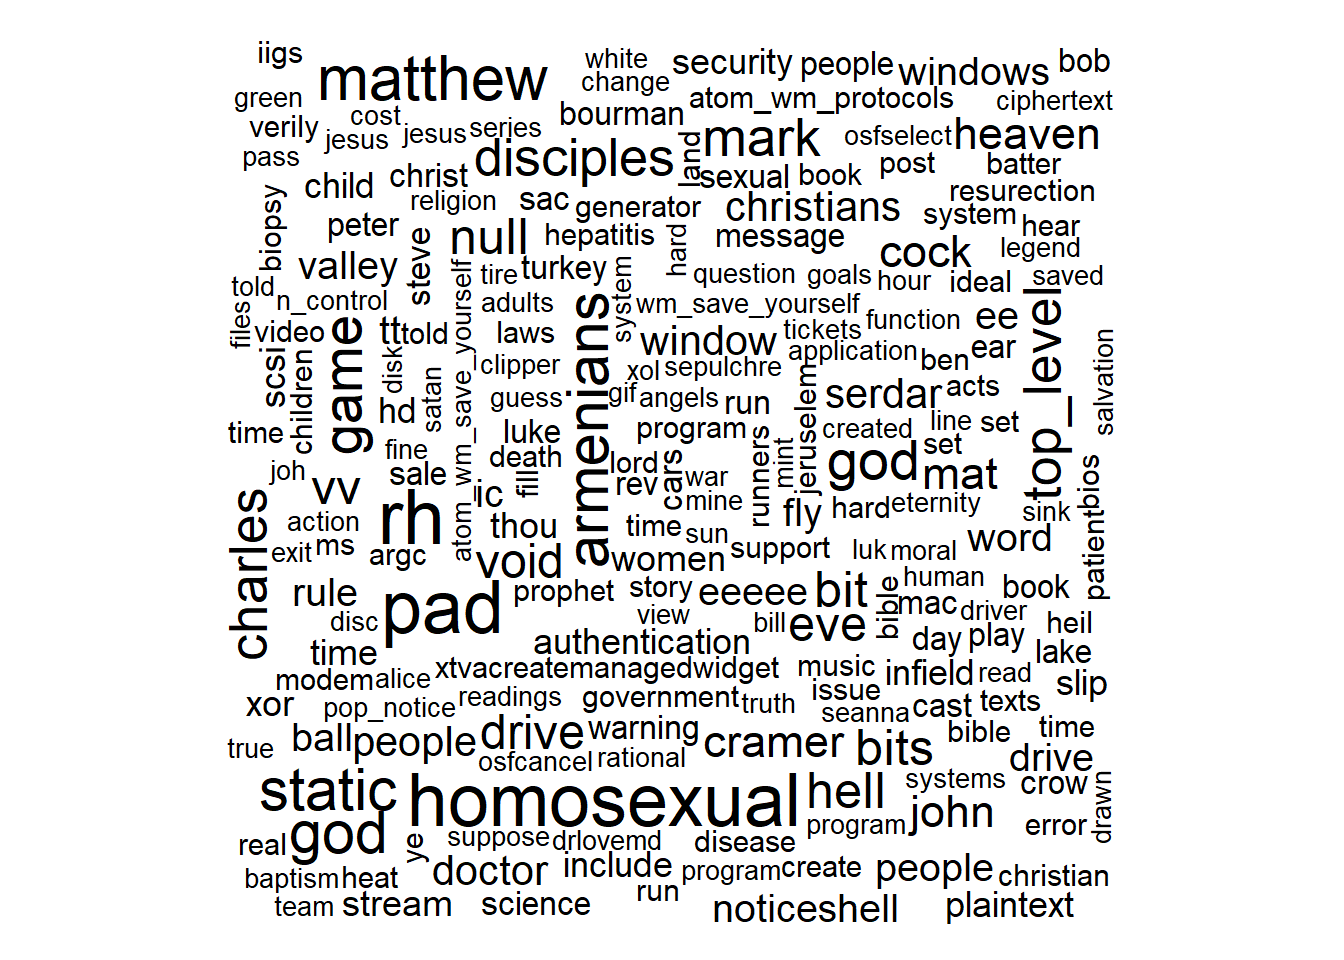 iigs matthew white security people windows bob
green change atom_wm_protocols ciphertext
verily cost jesus jesus series bourman land mark osfselect heaven
pass child christ disciples sexual book post batter
biopsy religion sac generator christians system resurection
peter steve null hepatitis hard message cock hear legend
valley tire turkey system question goals hour ideal saved
told n_control atom_wm_save_yourself adults armenians wm_save_yourself function ee top_level
files video game tt told laws window tickets application ben ear salvation
scsi children disk satan clipper xol sepulchre jeruselem serdar acts
hd guess gif angels run created line set
time fine luke program runners mint god set mat
joh sale death lord cars war
vv rh ic fill rev mine fly hard eternity sink bios
charles action thou time sun word patient
exit ms argc void women support luk moral
rule pad prophet story eeeee bit bible human book
disc view bill eve mac driver heil
time authentication day play lake
modem alice xtvacreatemanagedwidget music infield read slip
xor pop_notice readings government truth issue seanna cast texts
true ball people drive warning cramer bits bible time
osfcancel rational drive
static homosexual hell systems crow drawn
god program john error
real ye suppose drlovemd disease
baptism heat doctor include program create people christian
team stream science run noticeshell plaintext